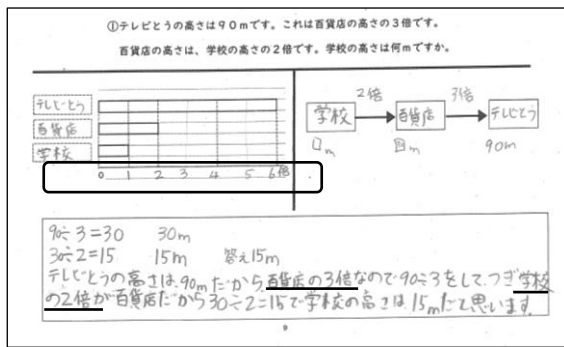 ①テレビとうの高さは90mです。これは百貨店の高さの3倍です。
百貨店の高さは、学校の高さの2倍です。学校の高さは何mですか。
テレビとう
百貨店
学校
0 1 2 3 4 5 6倍
2倍 3倍
学校 百貨店 テレビとう
□m □m 90m
90÷3=30 30m
30÷2=15 15m 答え15m
テレビとうの高さは、90mだから、百貨店の3倍なので90÷3をして、つぎ学校
の2倍が百貨店だから30÷2=15で学校の高さは、15mだと思います。